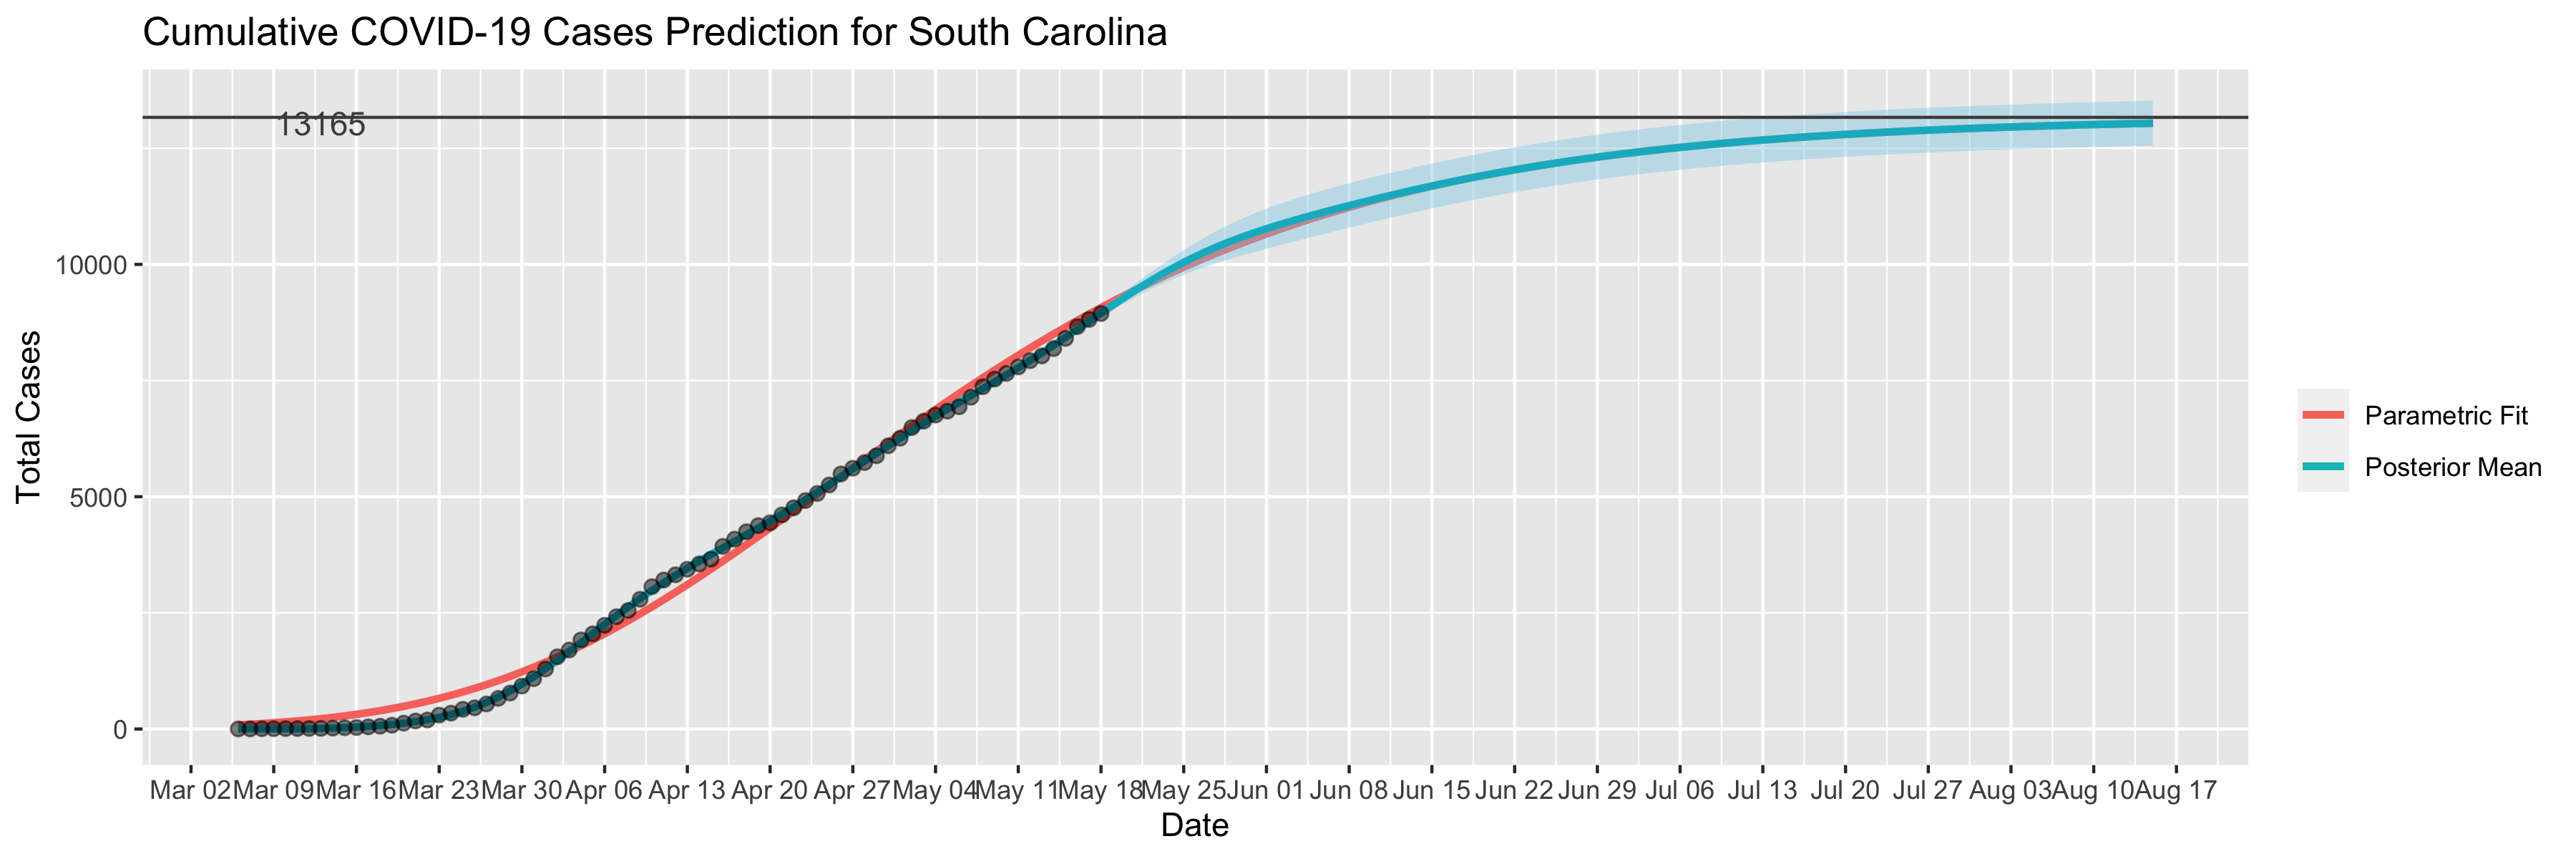 Cumulative COVID-19 Cases Prediction for South Carolina
13165
10000
5000
0
Total Cases
Mar 02 Mar 09 Mar 16 Mar 23 Mar 30 Apr 06 Apr 13 Apr 20 Apr 27 May 04 May 11 May 18 May 25 Jun 01 Jun 08 Jun 15 Jun 22 Jun 29 Jul 06 Jul 13 Jul 20 Jul 27 Aug 03 Aug 10 Aug 17
Date
Parametric Fit
Posterior Mean